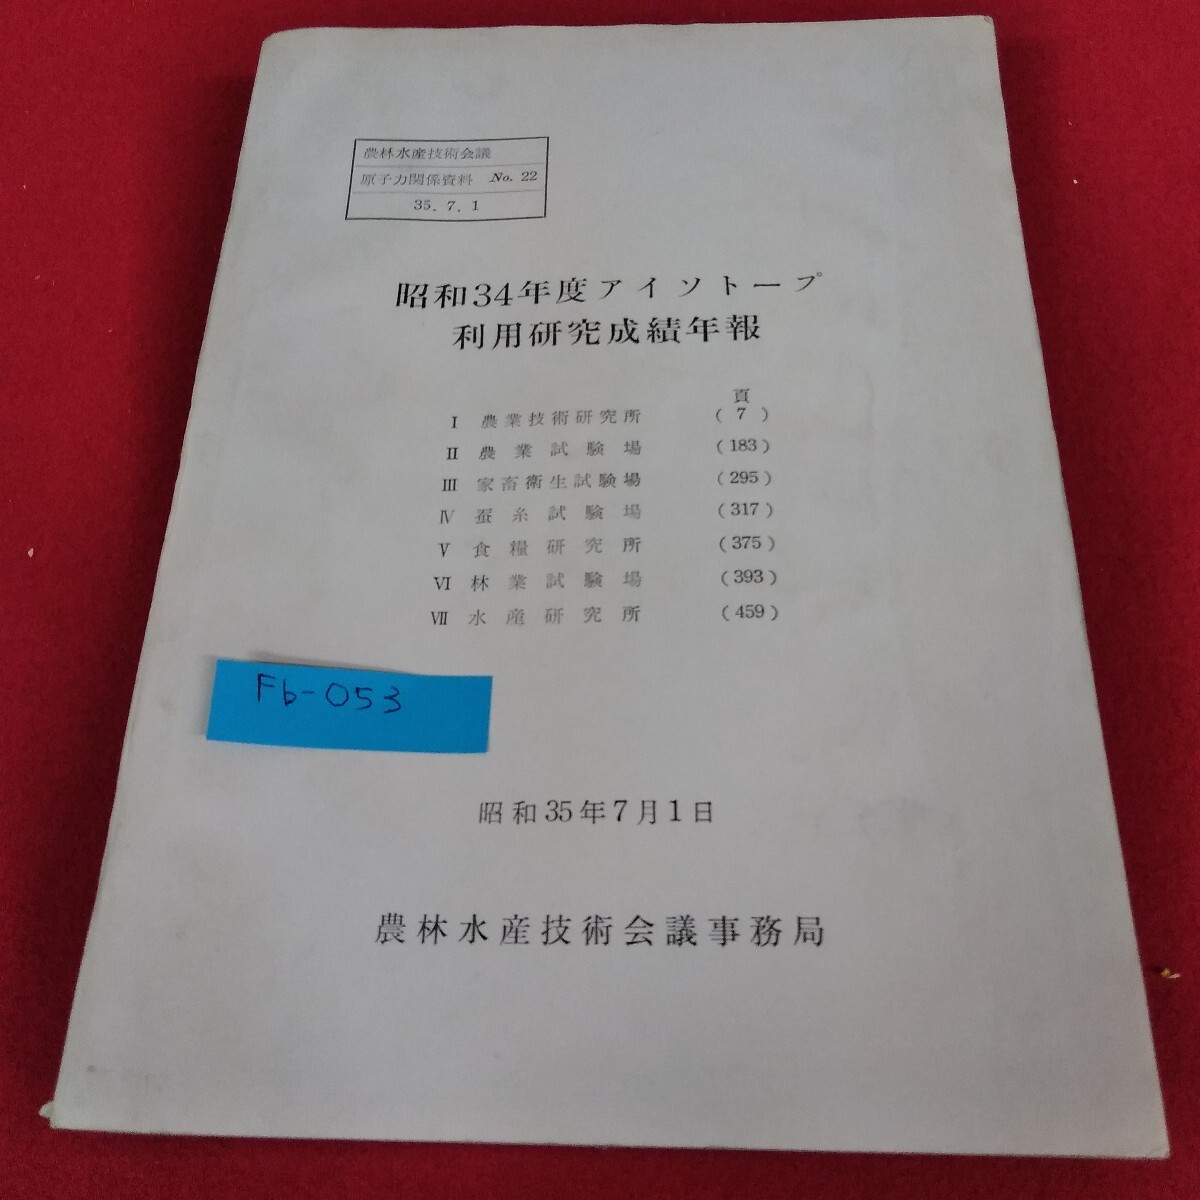 農林水産技術会議
原子力関係資料 No. 22
35. 7. 1
昭和34年度アイソトープ
利用研究成績年報
頁
I 農業技術研究所 (7)
II 農業試験場 (183)
III 家畜衛生試験場 (295)
IV 蚕糸試験場 (317)
V 食糧研究所 (375)
VI 林業試験場 (393)
VII 水産研究所 (459)
Fb-053
昭和35年7月1日
農林水産技術会議事務局